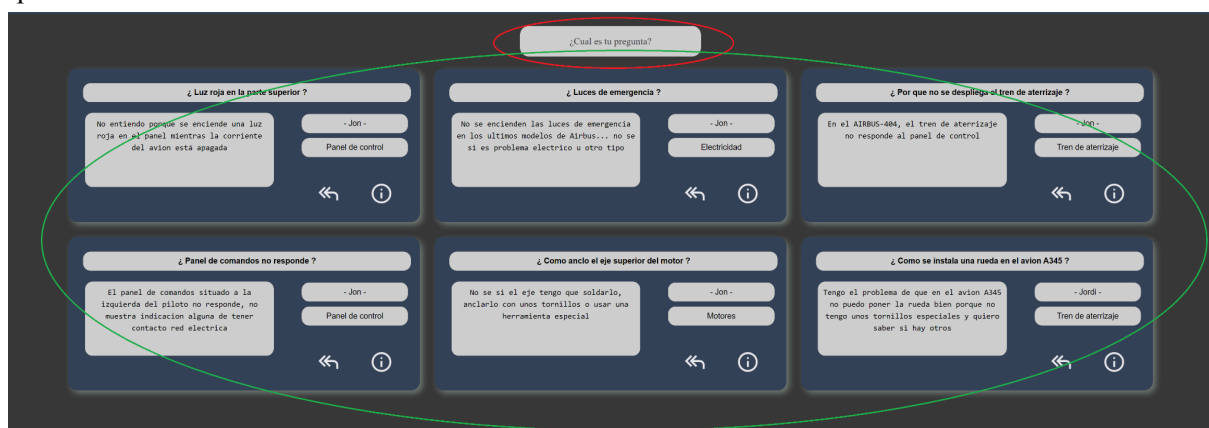 ¿Cual es tu pregunta?
¿ Luz roja en la parte superior ?
No entiendo porque se enciende una luz
roja en el panel mientras la corriente
del avion está apagada
- Jon -
Panel de control
¿ Luces de emergencia ?
No se encienden las luces de emergencia
en los ultimos modelos de Airbus... no se
si es problema electrico u otro tipo
- Jon -
Electricidad
¿ Por que no se despliega el tren de aterrizaje ?
En el AIRBUS-404, el tren de aterrizaje
no responde al panel de control
- Jon -
Tren de aterrizaje
¿ Panel de comandos no responde ?
El panel de comandos situado a la
izquierda del piloto no responde, no
muestra indicacion alguna de tener
contacto red electrica
- Jon -
Panel de control
¿ Como anclo el eje superior del motor ?
No se si el eje tengo que soldarlo,
anclarlo con unos tornillos o usar una
herramienta especial
- Jon -
Motores
¿ Como se instala una rueda en el avion A345 ?
Tengo el problema de que en el avion A345
no puedo poner la rueda bien porque no
tengo unos tornillos especiales y quiero
saber si hay otros
- Jordi -
Tren de aterrizaje